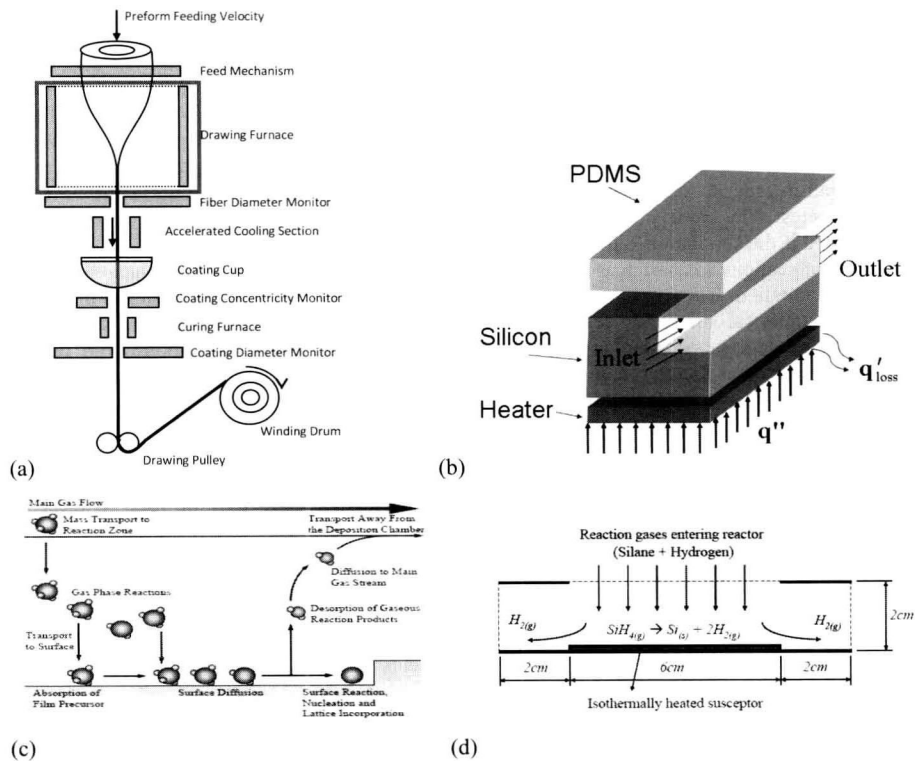 Preform Feeding Velocity
Feed Mechanism
Drawing Furnace
Fiber Diameter Monitor
Accelerated Cooling Section
Coating Cup
Coating Concentricity Monitor
Curing Furnace
Coating Diameter Monitor
Winding Drum
Drawing Pulley
(a)
PDMS
Outlet
Silicon
Inlet
q′loss
Heater
q''
(b)
Main Gas Flow
Mass Transport to
Reaction Zone
Transport Away From
the Deposition Chamber
Diffusion to Main
Gas Stream
Gas Phase Reactions
Desorption of Gaseous
Reaction Products
Transport
to Surface
Absorption of
Film Precursor
Surface Diffusion
Surface Reaction,
Nucleation and
Lattice Incorporation
(c)
Reaction gases entering reactor
(Silane + Hydrogen)
H2(g)
SiH4(g) → Si(s) + 2H2(g)
H2(g)
2cm
2cm
6cm
2cm
Isothermally heated susceptor
(d)